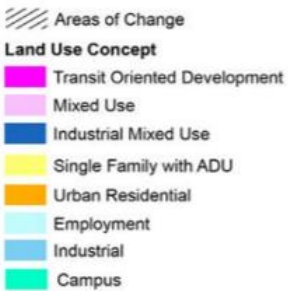 Areas of Change
Land Use Concept
Transit Oriented Development
Mixed Use
Industrial Mixed Use
Single Family with ADU
Urban Residential
Employment
Industrial
Campus